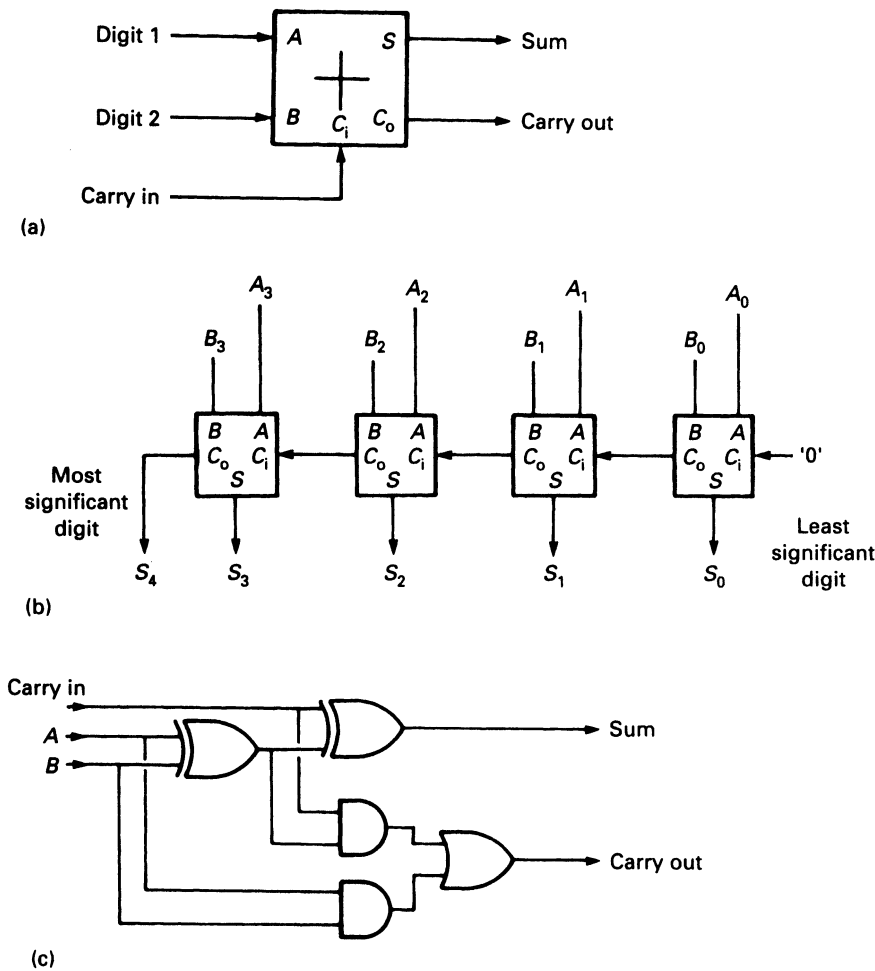 Digit 1
A
S
Sum
Digit 2
B
Ci
Co
Carry out
Carry in
(a)
A3
A2
A1
A0
B3
B2
B1
B0
B A
B A
B A
B A
Co Ci
Co Ci
Co Ci
Co Ci
'0'
S
S
S
S
Most
significant
digit
Least
significant
digit
S4
S3
S2
S1
S0
(b)
Carry in
A
B
Sum
Carry out
(c)